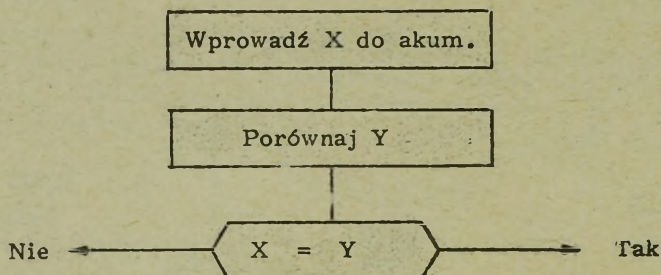 Wprowadź X do akum.
Porównaj Y
Nie X = Y Tak